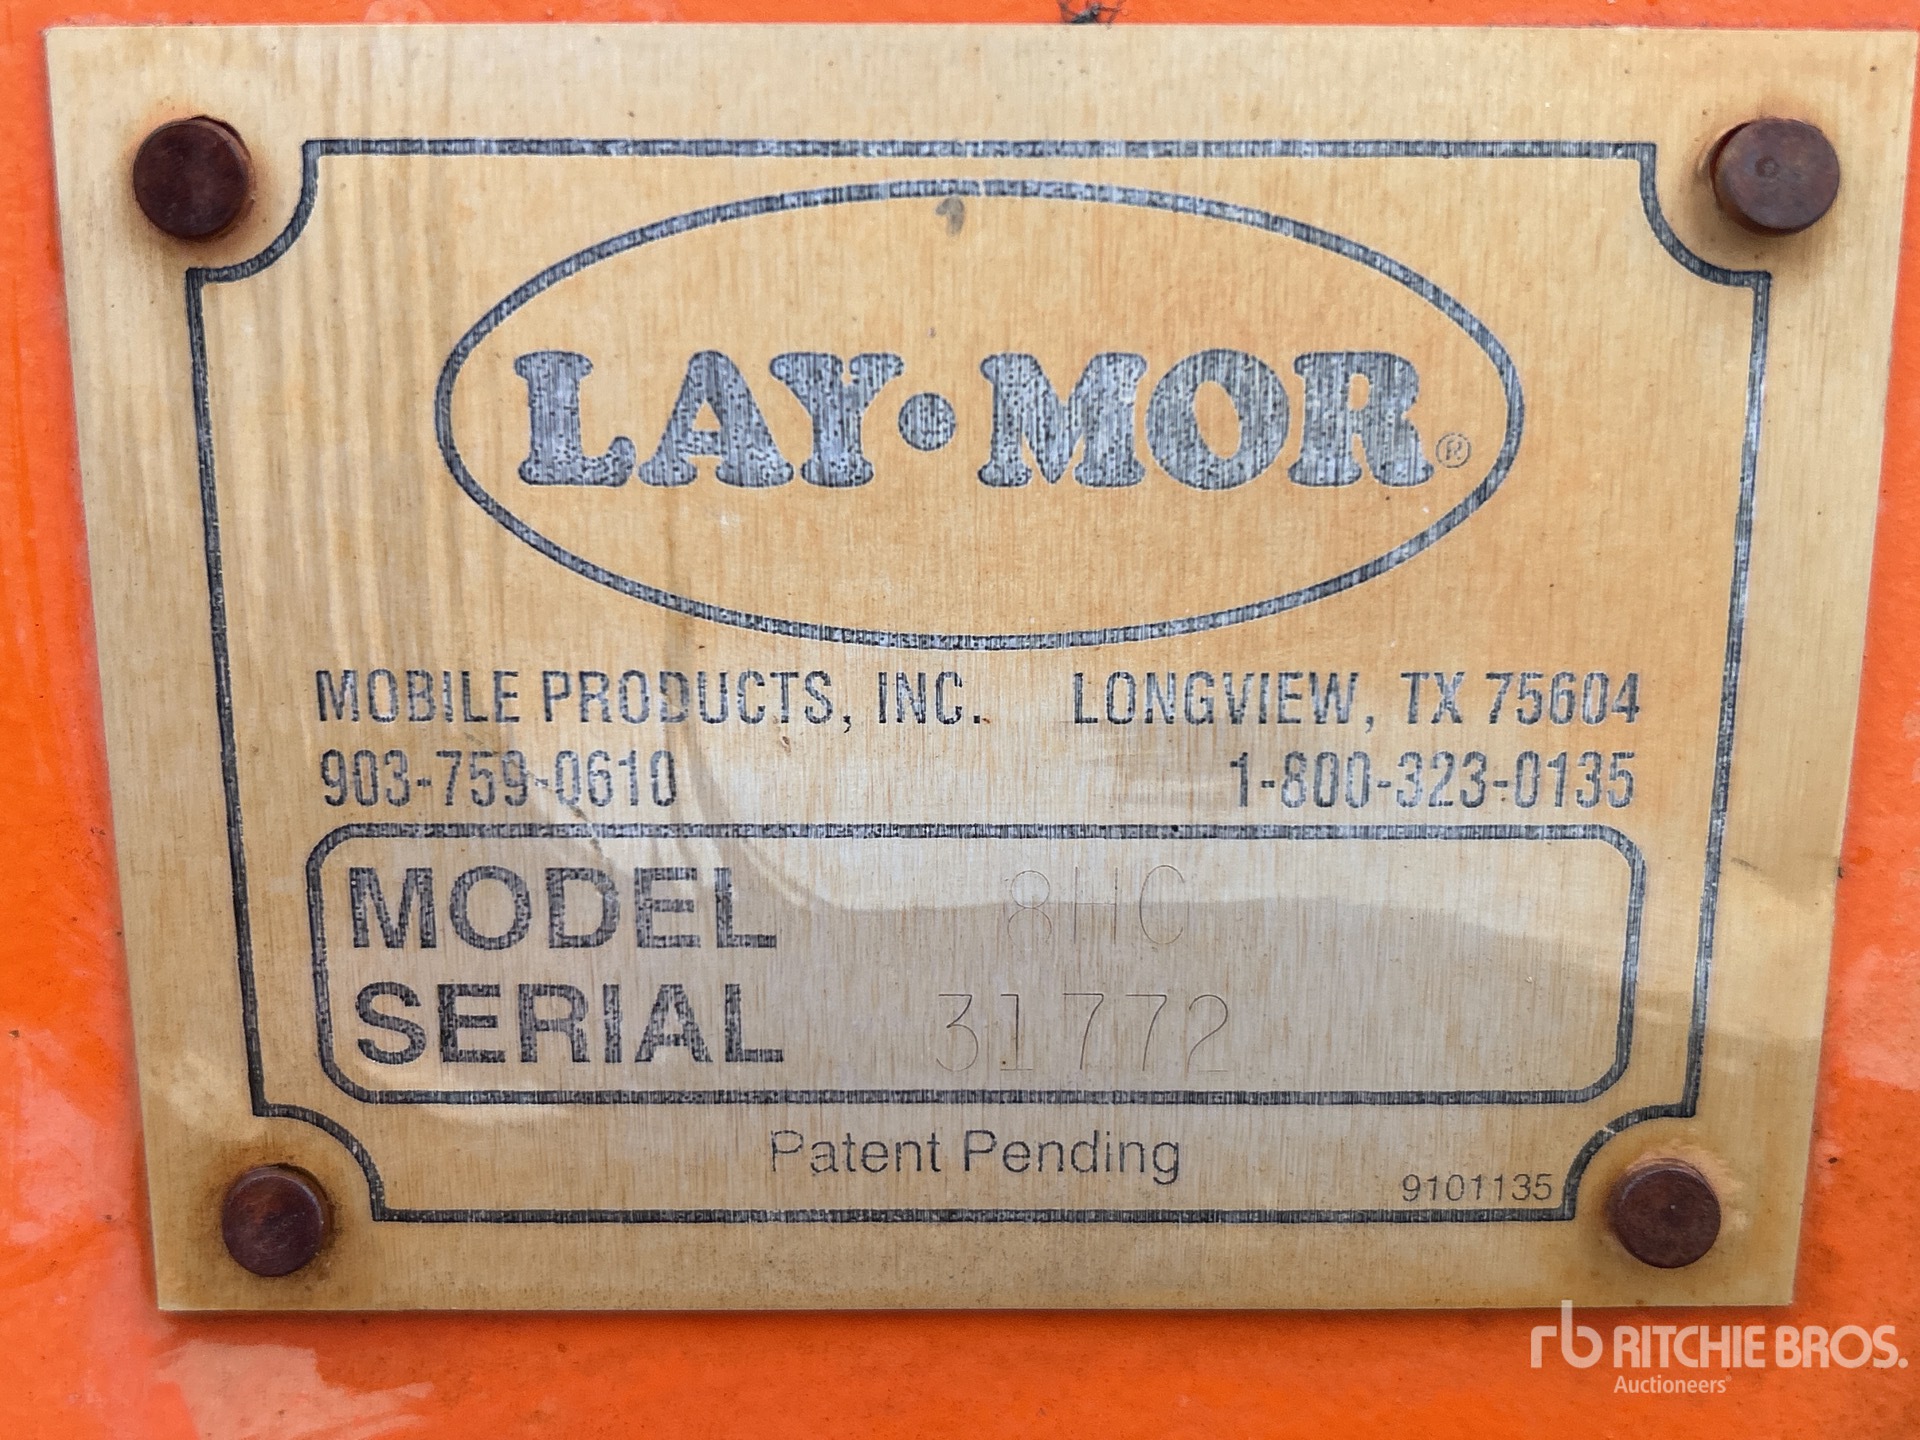 LAY•MOR®
MOBILE PRODUCTS, INC. LONGVIEW, TX 75604
903-759-0610 1-800-323-0135
MODEL 8HC
SERIAL 31772
Patent Pending
9101135
rb RITCHIE BROS.
Auctioneers